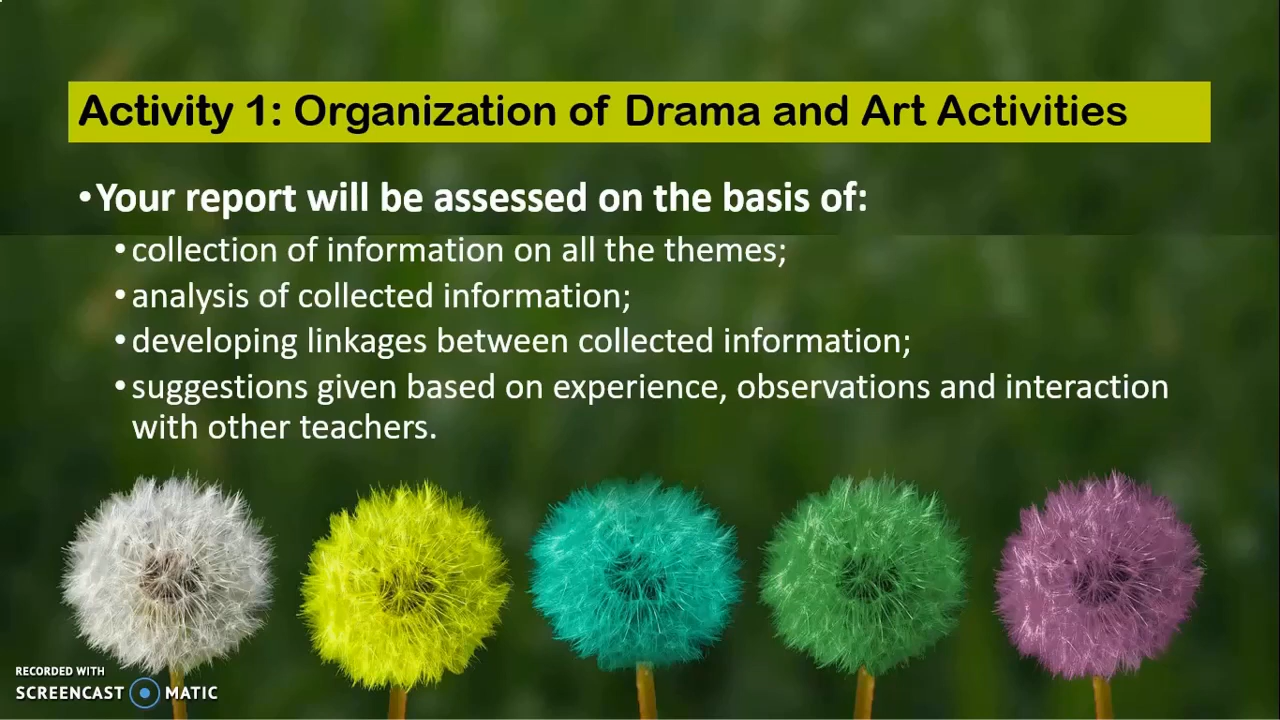 Activity 1: Organization of Drama and Art Activities
•Your report will be assessed on the basis of:
•collection of information on all the themes;
•analysis of collected information;
•developing linkages between collected information;
•suggestions given based on experience, observations and interaction
with other teachers.
RECORDED WITH
SCREENCAST MATIC